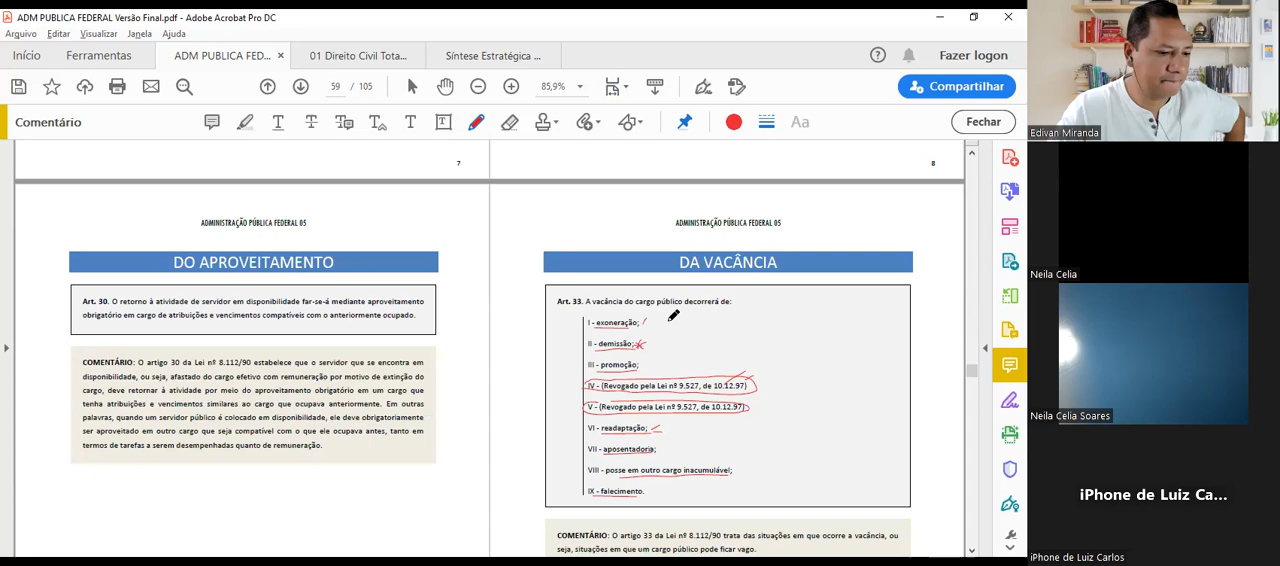 ADM PUBLICA FEDERAL Versão Final.pdf - Adobe Acrobat Pro DC
Arquivo Editar Visualizar Janela Ajuda
Início Ferramentas ADM PUBLICA FED... × 01 Direito Civil Tota... Síntese Estratégica ... Fazer logon
59 / 105 85,9% Compartilhar
Comentário Aa Fechar
7
8
ADMINISTRAÇÃO PÚBLICA FEDERAL 05
DO APROVEITAMENTO
Art. 30. O retorno à atividade de servidor em disponibilidade far-se-á mediante aproveitamento
obrigatório em cargo de atribuições e vencimentos compatíveis com o anteriormente ocupado.
COMENTÁRIO: O artigo 30 da Lei nº 8.112/90 estabelece que o servidor que se encontra em
disponibilidade, ou seja, afastado do cargo efetivo com remuneração por motivo de extinção do
cargo, deve retornar à atividade por meio do aproveitamento obrigatório em um cargo que
tenha atribuições e vencimentos similares ao cargo que ocupava anteriormente. Em outras
palavras, quando um servidor público é colocado em disponibilidade, ele deve obrigatoriamente
ser aproveitado em outro cargo que seja compatível com o que ele ocupava antes, tanto em
termos de tarefas a serem desempenhadas quanto de remuneração.
ADMINISTRAÇÃO PÚBLICA FEDERAL 05
DA VACÂNCIA
Art. 33. A vacância do cargo público decorrerá de:
I - exoneração;
II - demissão;
III - promoção;
IV - (Revogado pela Lei nº 9.527, de 10.12.97)
V - (Revogado pela Lei nº 9.527, de 10.12.97)
VI - readaptação;
VII - aposentadoria;
VIII - posse em outro cargo inacumulável;
IX - falecimento.
COMENTÁRIO: O artigo 33 da Lei nº 8.112/90 trata das situações em que ocorre a vacância, ou
seja, situações em que um cargo público pode ficar vago.
Edivan Miranda
Neila Celia
Neila Celia Soares
iPhone de Luiz Ca...
iPhone de Luiz Carlos